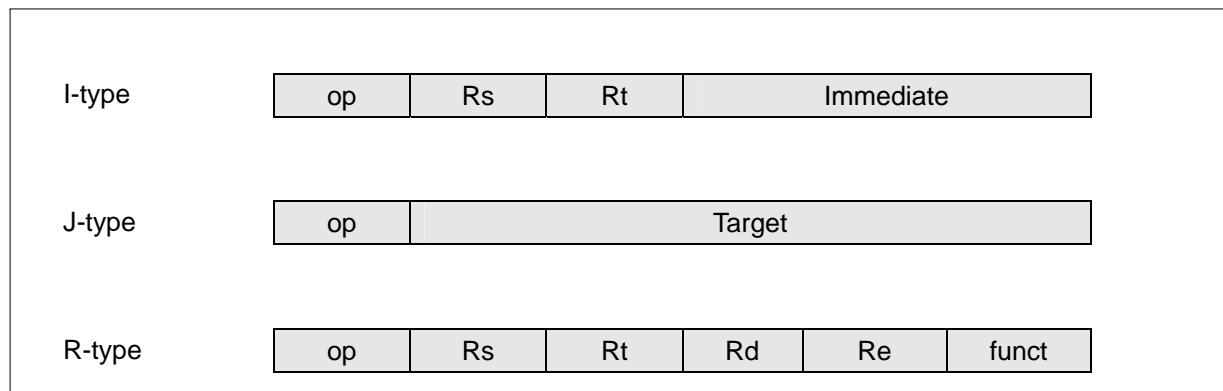 I-type op Rs Rt Immediate
J-type op Target
R-type op Rs Rt Rd Re funct